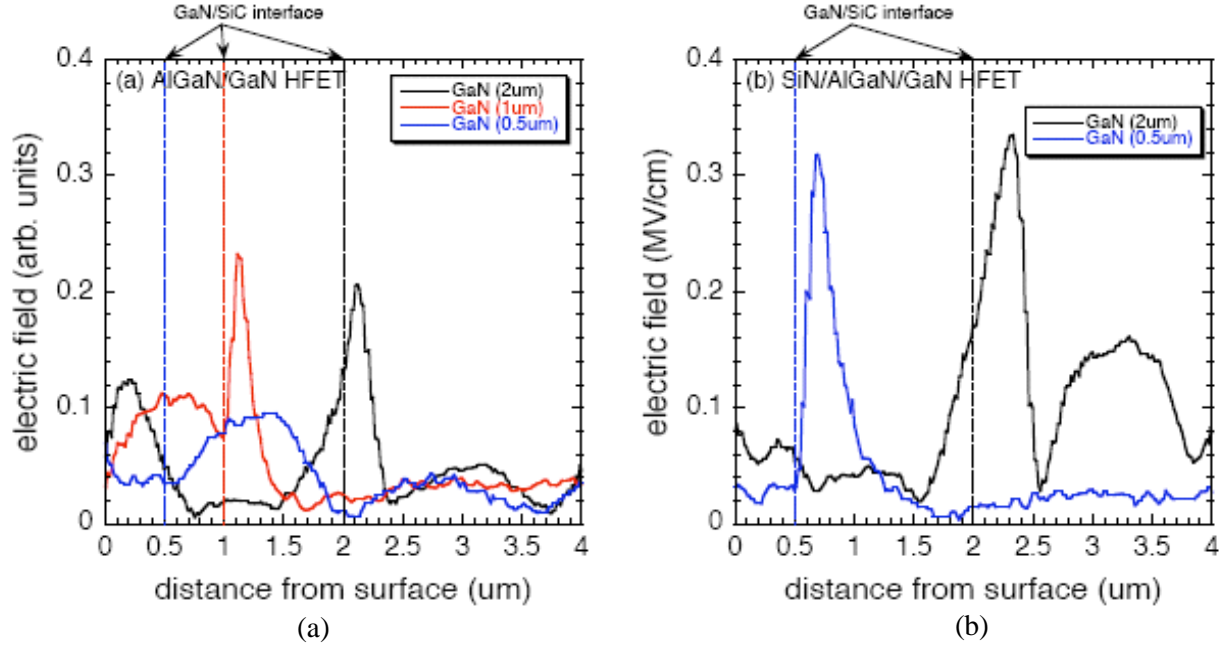 GaN/SiC interface
(a) AlGaN/GaN HFET
GaN (2um)
GaN (1um)
GaN (0.5um)
electric field (arb. units)
0.4
0.3
0.2
0.1
0
0 0.5 1 1.5 2 2.5 3 3.5 4
distance from surface (um)
(a)
GaN/SiC interface
(b) SiN/AlGaN/GaN HFET
GaN (2um)
GaN (0.5um)
electric field (MV/cm)
0.4
0.3
0.2
0.1
0
0 0.5 1 1.5 2 2.5 3 3.5 4
distance from surface (um)
(b)